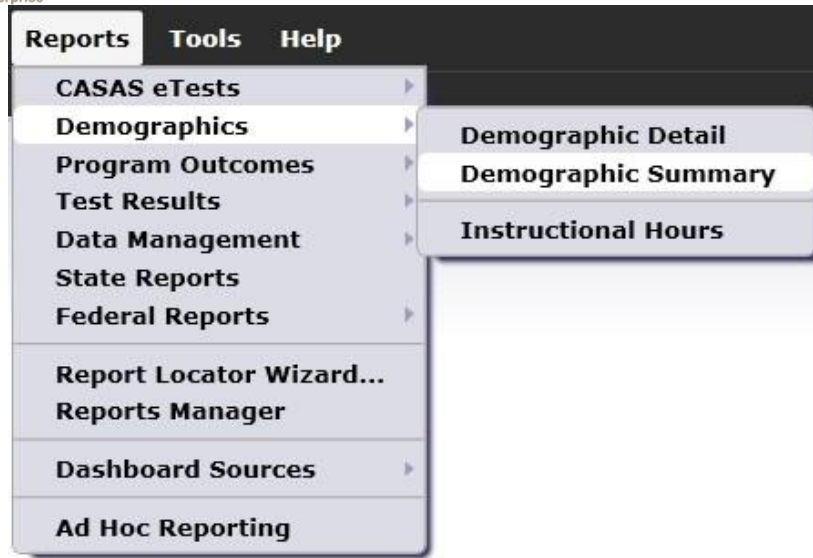 Reports Tools Help
CASAS eTests
Demographics
Program Outcomes
Test Results
Data Management
State Reports
Federal Reports
Report Locator Wizard...
Reports Manager
Dashboard Sources
Ad Hoc Reporting
Demographic Detail
Demographic Summary
Instructional Hours